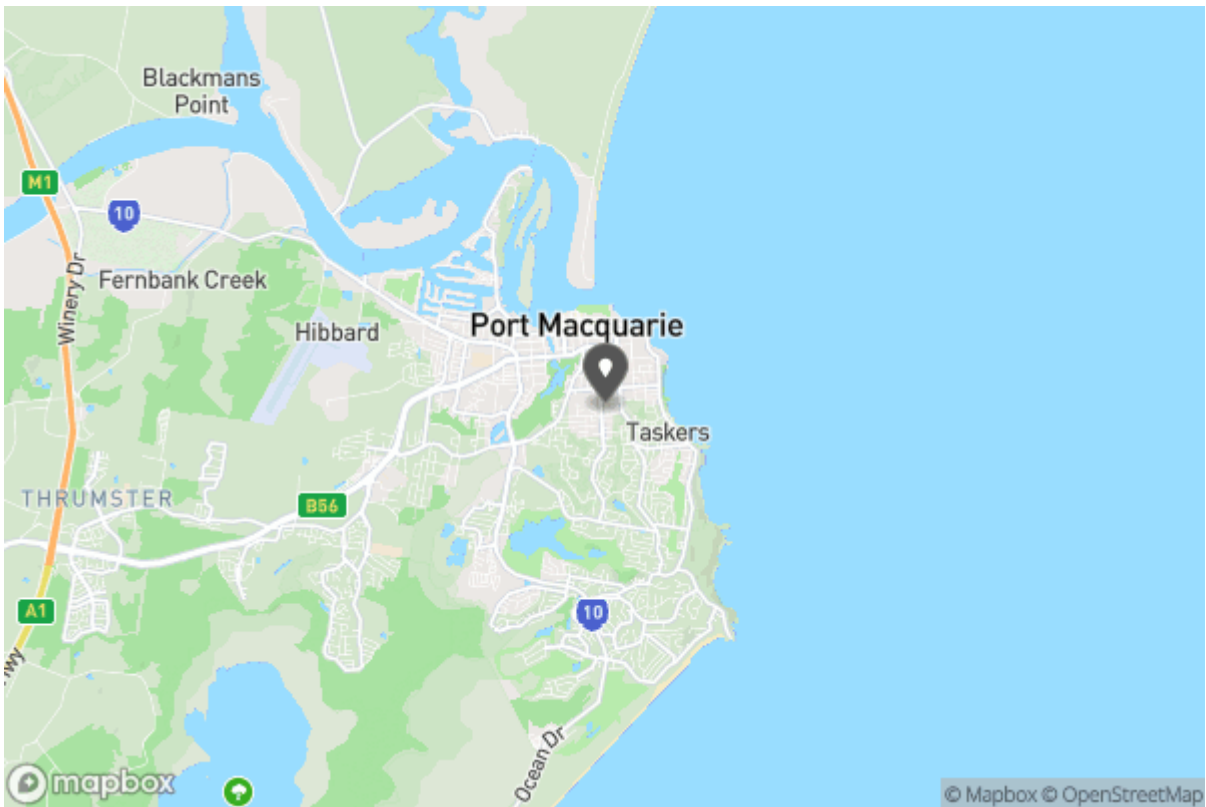 Blackmans
Point
M1
10
Fernbank Creek
Winery Dr
Hibbard
Port Macquarie
Taskers
THRUMSTER
B56
A1
10
Hwy
Ocean Dr
mapbox
© Mapbox © OpenStreetMap